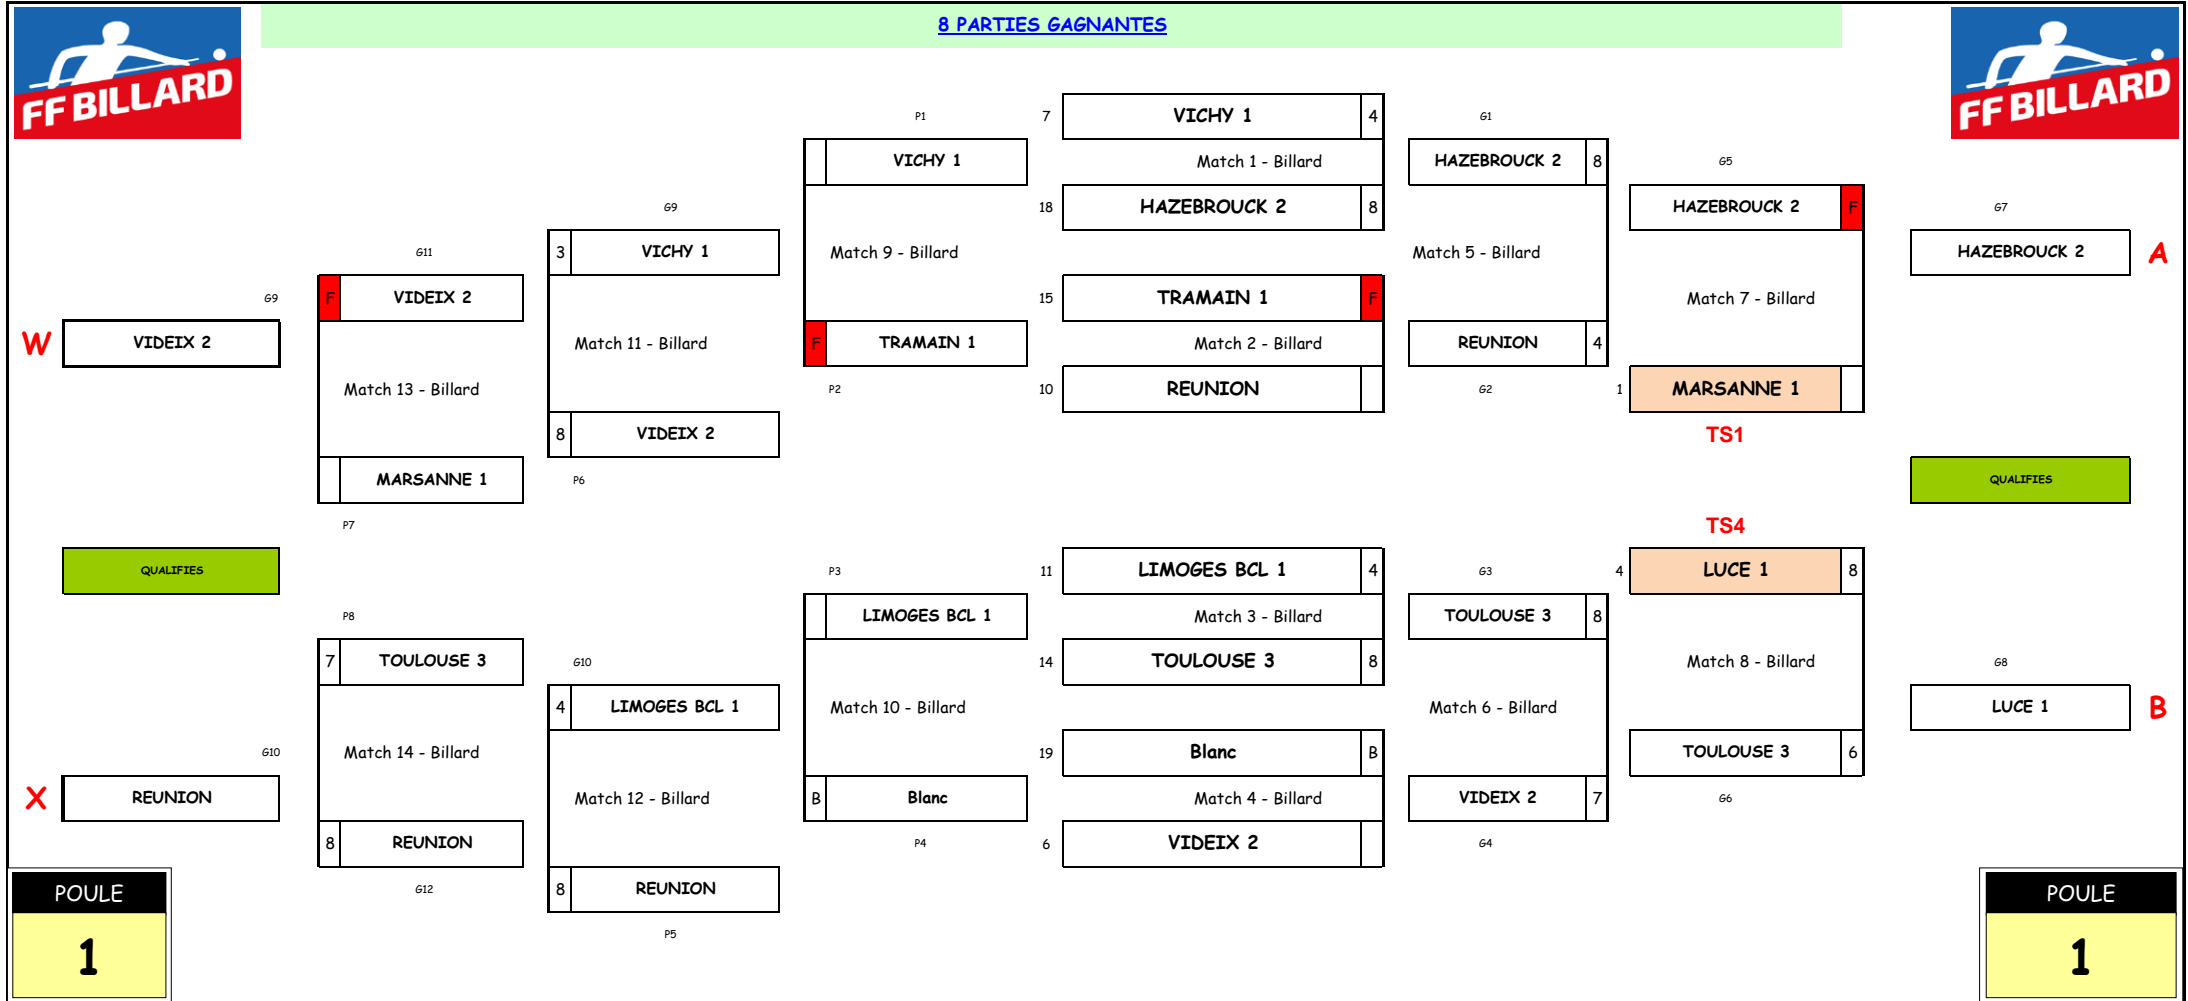 8 PARTIES GAGNANTES
FF BILLARD
FF BILLARD
P1
7
VICHY 1
4
G1
VICHY 1
Match 1 - Billard
HAZEBROUCK 2
8
G5
G9
18
HAZEBROUCK 2
8
HAZEBROUCK 2
F
G7
G11
3
VICHY 1
Match 9 - Billard
Match 5 - Billard
HAZEBROUCK 2
A
G9
F
VIDEIX 2
15
TRAMAIN 1
F
Match 7 - Billard
W
VIDEIX 2
Match 11 - Billard
F
TRAMAIN 1
Match 2 - Billard
REUNION
4
Match 13 - Billard
P2
10
REUNION
G2
1
MARSANNE 1
8
VIDEIX 2
TS1
MARSANNE 1
P6
QUALIFIES
P7
TS4
QUALIFIES
P3
11
LIMOGES BCL 1
4
G3
4
LUCE 1
8
P8
LIMOGES BCL 1
Match 3 - Billard
TOULOUSE 3
8
7
TOULOUSE 3
G10
14
TOULOUSE 3
8
Match 8 - Billard
G8
4
LIMOGES BCL 1
Match 10 - Billard
Match 6 - Billard
LUCE 1
B
G10
Match 14 - Billard
19
Blanc
B
TOULOUSE 3
6
X
REUNION
Match 12 - Billard
B
Blanc
Match 4 - Billard
VIDEIX 2
7
G6
8
REUNION
P4
6
VIDEIX 2
G4
POULE
G12
8
REUNION
POULE
P5
1
1